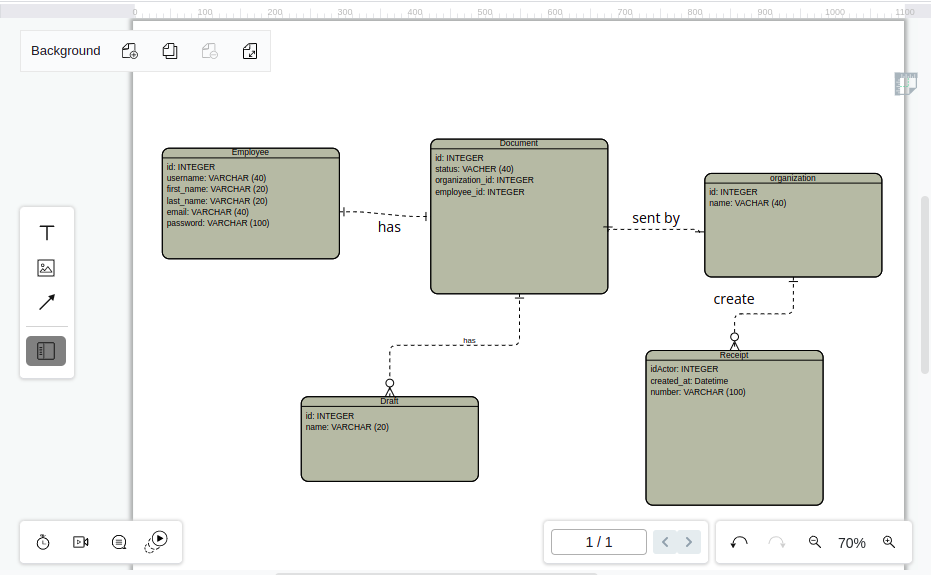 0 100 200 300 400 500 600 700 800 900 1000 1100
Background
Employee
id: INTEGER
username: VARCHAR (40)
first_name: VARCHAR (20)
last_name: VARCHAR (20)
email: VARCHAR (40)
password: VARCHAR (100)
has
Document
id: INTEGER
status: VACHER (40)
organization_id: INTEGER
employee_id: INTEGER
sent by
organization
id: INTEGER
name: VACHAR (40)
create
has
Draft
id: INTEGER
name: VARCHAR (20)
Receipt
idActor: INTEGER
created_at: Datetime
number: VARCHAR (100)
T
1 / 1
70%